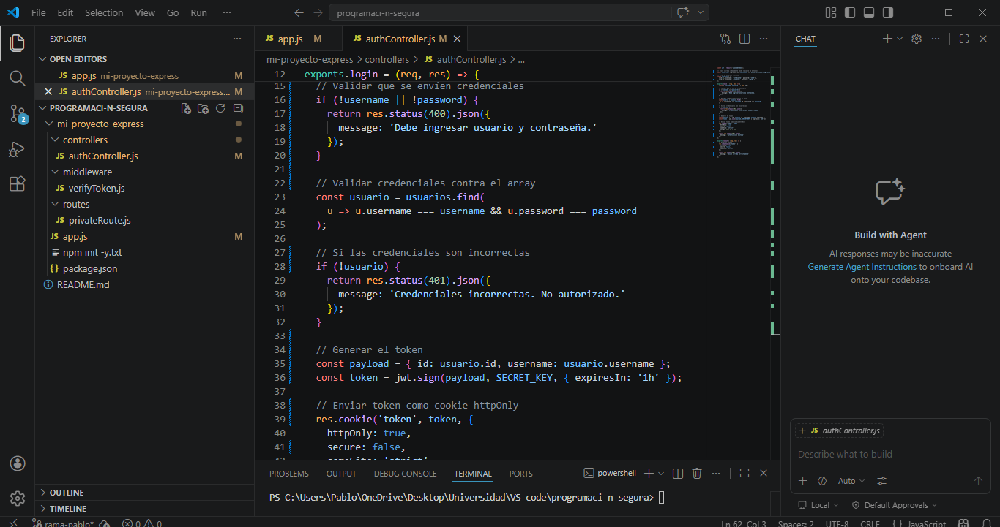 File Edit Selection View Go Run ···
programaci-n-segura
EXPLORER
OPEN EDITORS
JS app.js mi-proyecto-express M
JS authController.js mi-proyecto-express... M
PROGRAMACI-N-SEGURA
mi-proyecto-express
controllers
JS authController.js M
middleware
JS verifyToken.js
routes
JS privateRoute.js
JS app.js M
npm init -y.txt
{} package.json
README.md
OUTLINE
TIMELINE
2
JS app.js M
JS authController.js M
mi-proyecto-express > controllers > JS authController.js > ...
12 exports.login = (req, res) => {
15 // Validar que se envíen credenciales
16 if (!username || !password) {
17 return res.status(400).json({
18 message: 'Debe ingresar usuario y contraseña.'
19 });
20 }
21
22 // Validar credenciales contra el array
23 const usuario = usuarios.find(
24 u => u.username === username && u.password === password
25 );
26
27 // Si las credenciales son incorrectas
28 if (!usuario) {
29 return res.status(401).json({
30 message: 'Credenciales incorrectas. No autorizado.'
31 });
32 }
33
34 // Generar el token
35 const payload = { id: usuario.id, username: usuario.username };
36 const token = jwt.sign(payload, SECRET_KEY, { expiresIn: '1h' });
37
38 // Enviar token como cookie httpOnly
39 res.cookie('token', token, {
40 httpOnly: true,
41 secure: false,
PROBLEMS OUTPUT DEBUG CONSOLE TERMINAL PORTS
powershell
PS C:\Users\Pablo\OneDrive\Desktop\Universidad\VS code\programaci-n-segura>
CHAT
Build with Agent
AI responses may be inaccurate
Generate Agent Instructions to onboard AI
onto your codebase.
JS authController.js
Describe what to build
Auto
Local Default Approvals
rama-pablo* 0 0 Ln 62, Col 3 Spaces: 2 UTF-8 CRLF {} JavaScript